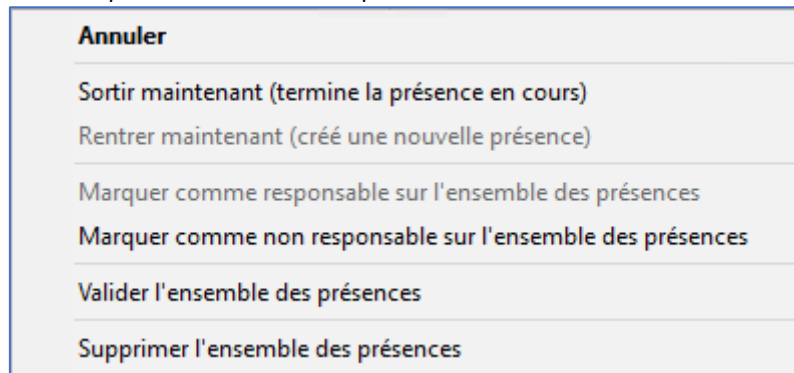 Annuler
Sortir maintenant (termine la présence en cours)
Rentrer maintenant (créé une nouvelle présence)
Marquer comme responsable sur l'ensemble des présences
Marquer comme non responsable sur l'ensemble des présences
Valider l'ensemble des présences
Supprimer l'ensemble des présences